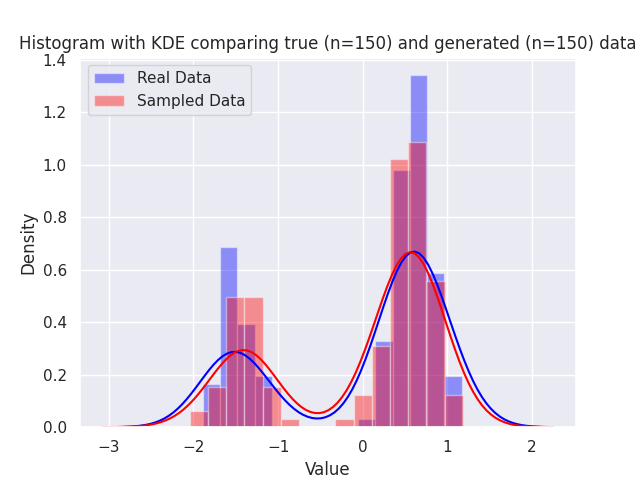 Histogram with KDE comparing true (n=150) and generated (n=150) data
Real Data
Sampled Data
1.4
1.2
1.0
0.8
0.6
0.4
0.2
0.0
Density
−3 −2 −1 0 1 2
Value